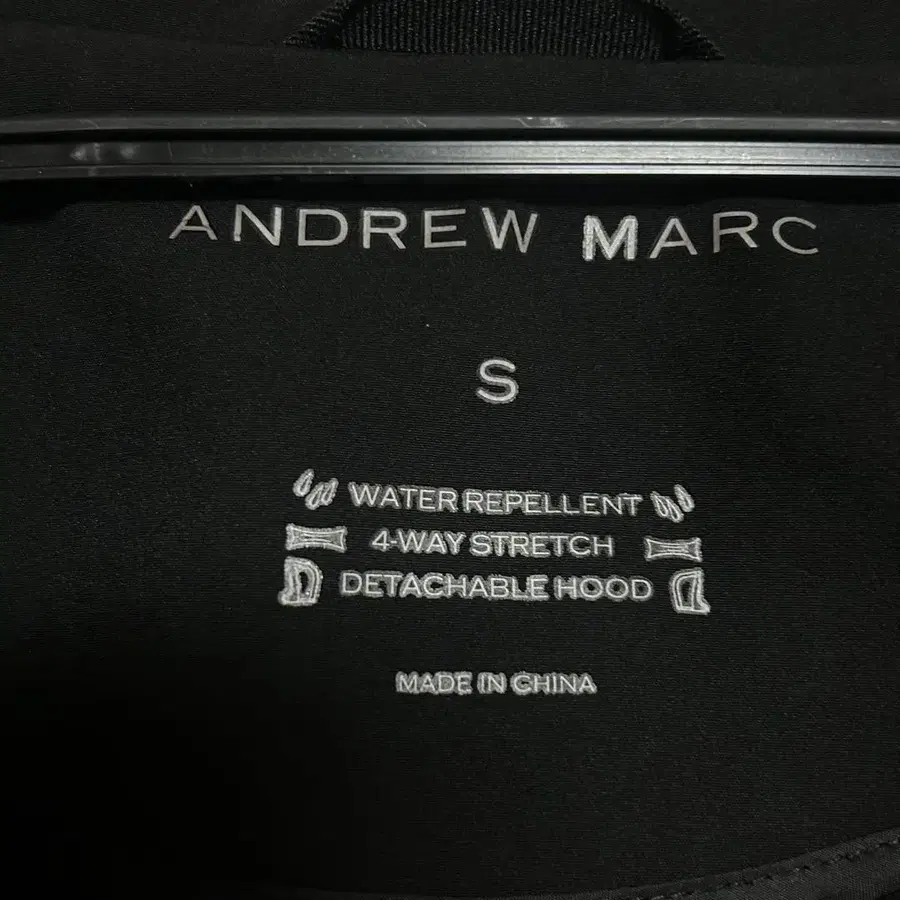 ANDREW MARC
S
WATER REPELLENT
4-WAY STRETCH
DETACHABLE HOOD
MADE IN CHINA